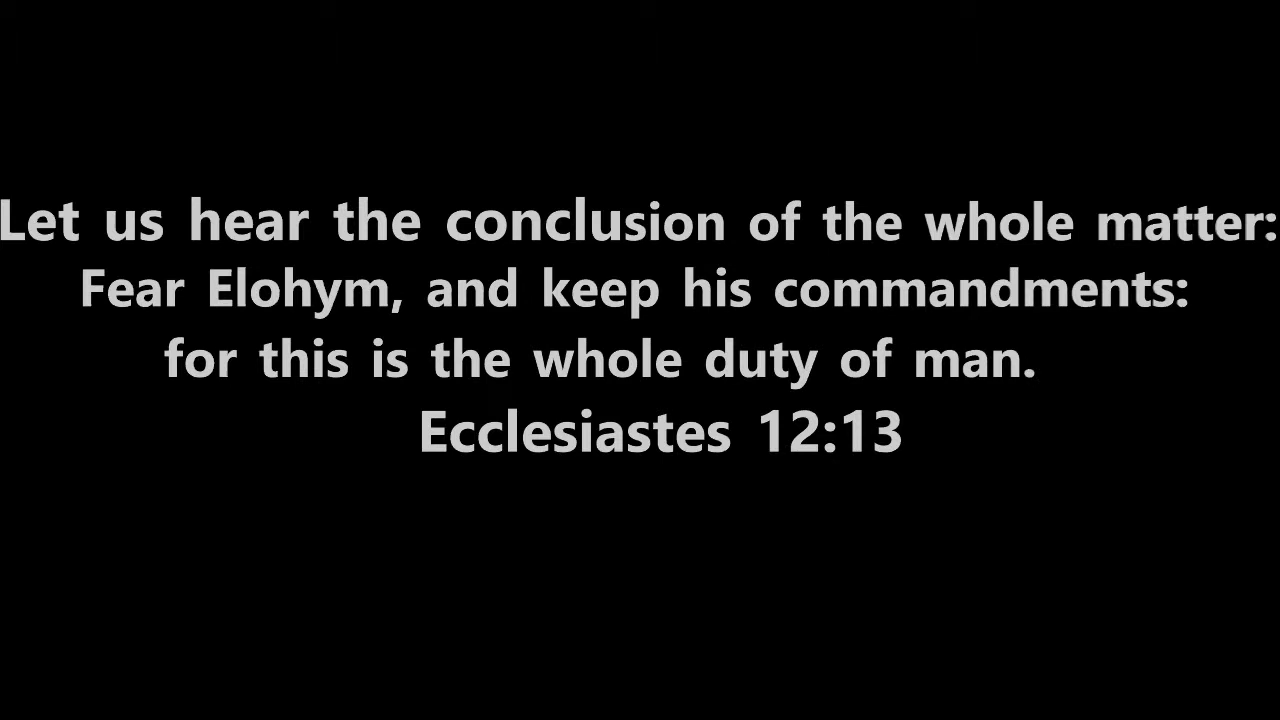 Let us hear the conclusion of the whole matter:
Fear Elohym, and keep his commandments:
for this is the whole duty of man.
Ecclesiastes 12:13